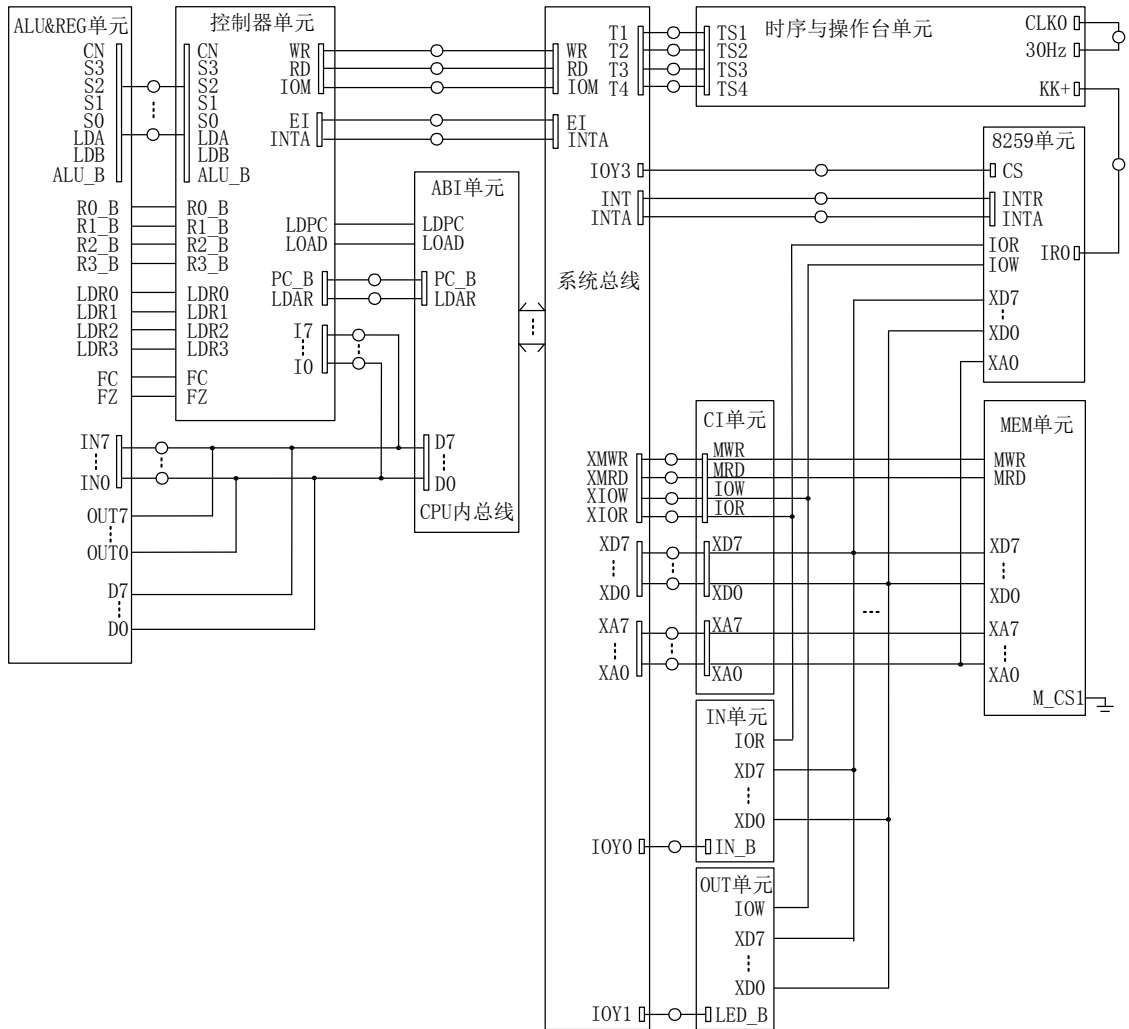 ALU&REG单元
CN
S3
S2
S1
S0
LDA
LDB
ALU_B
R0_B
R1_B
R2_B
R3_B
LDR0
LDR1
LDR2
LDR3
FC
FZ
IN7
IN0
OUT7
OUT0
D7
D0
控制器单元
CN
S3
S2
S1
S0
LDA
LDB
ALU_B
R0_B
R1_B
R2_B
R3_B
LDR0
LDR1
LDR2
LDR3
FC
FZ
WR
RD
IOM
EI
INTA
LDPC
LOAD
PC_B
LDAR
I7
I0
ABI单元
LDPC
LOAD
PC_B
LDAR
D7
D0
CPU内总线
系统总线
WR
RD
IOM
EI
INTA
T1
T2
T3
T4
IOY3
INT
INTA
XMWR
XMRD
XIOW
XIOR
XD7
XD0
XA7
XA0
IOY0
IOY1
时序与操作台单元
TS1
TS2
TS3
TS4
CLK0
30Hz
KK+
8259单元
CS
INTR
INTA
IOR
IOW
IR0
XD7
XD0
XA0
CI单元
MWR
MRD
IOW
IOR
XD7
XD0
XA7
XA0
MEM单元
MWR
MRD
XD7
XD0
XA7
XA0
M_CS1
IN单元
IOR
XD7
XD0
IN_B
OUT单元
IOW
XD7
XD0
LED_B